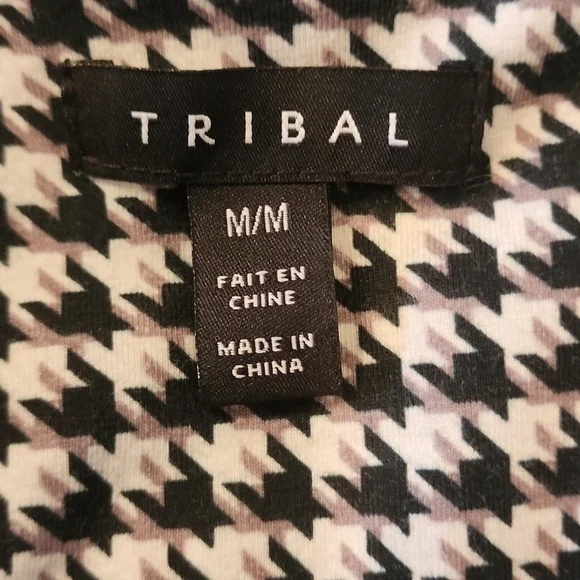 TRIBAL
M/M
FAIT EN
CHINE
MADE IN
CHINA